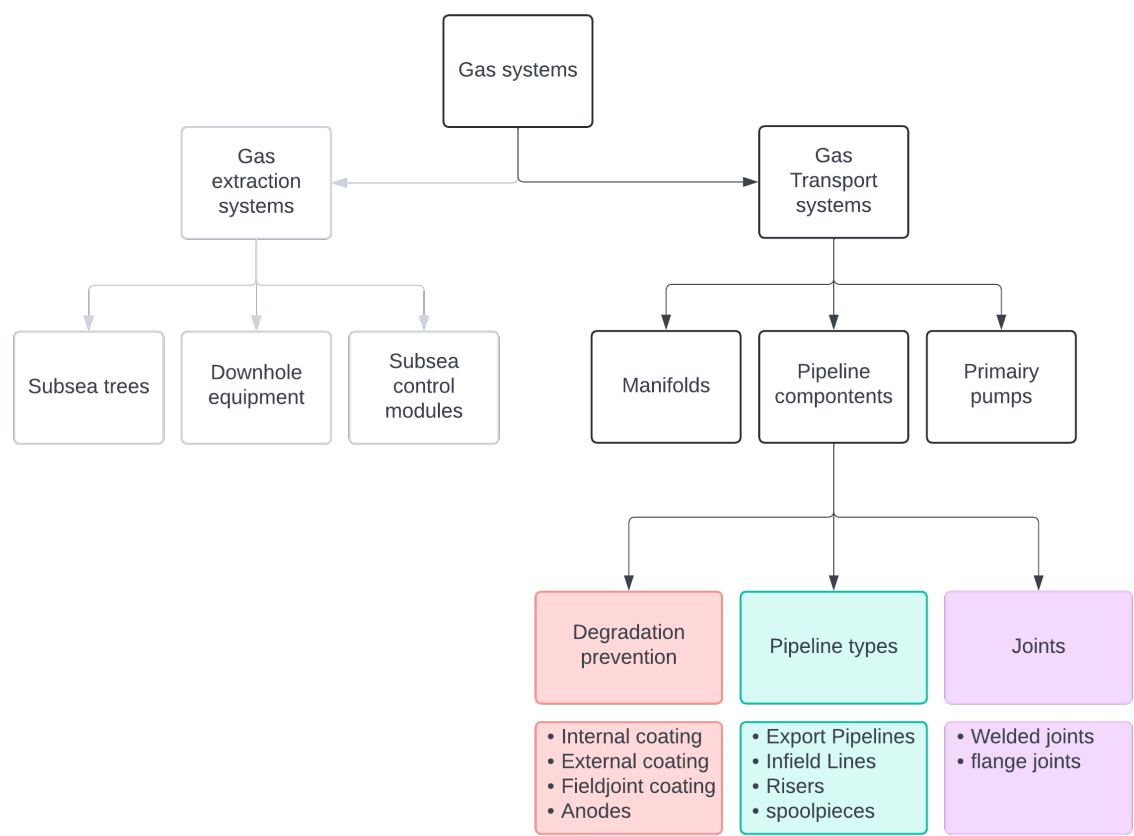 Gas systems
Gas
extraction
systems
Gas
Transport
systems
Subsea trees
Downhole
equipment
Subsea
control
modules
Manifolds
Pipeline
compontents
Primairy
pumps
Degradation
prevention
Pipeline types
Joints
• Internal coating
• External coating
• Fieldjoint coating
• Anodes
• Export Pipelines
• Infield Lines
• Risers
• spoolpieces
• Welded joints
• flange joints